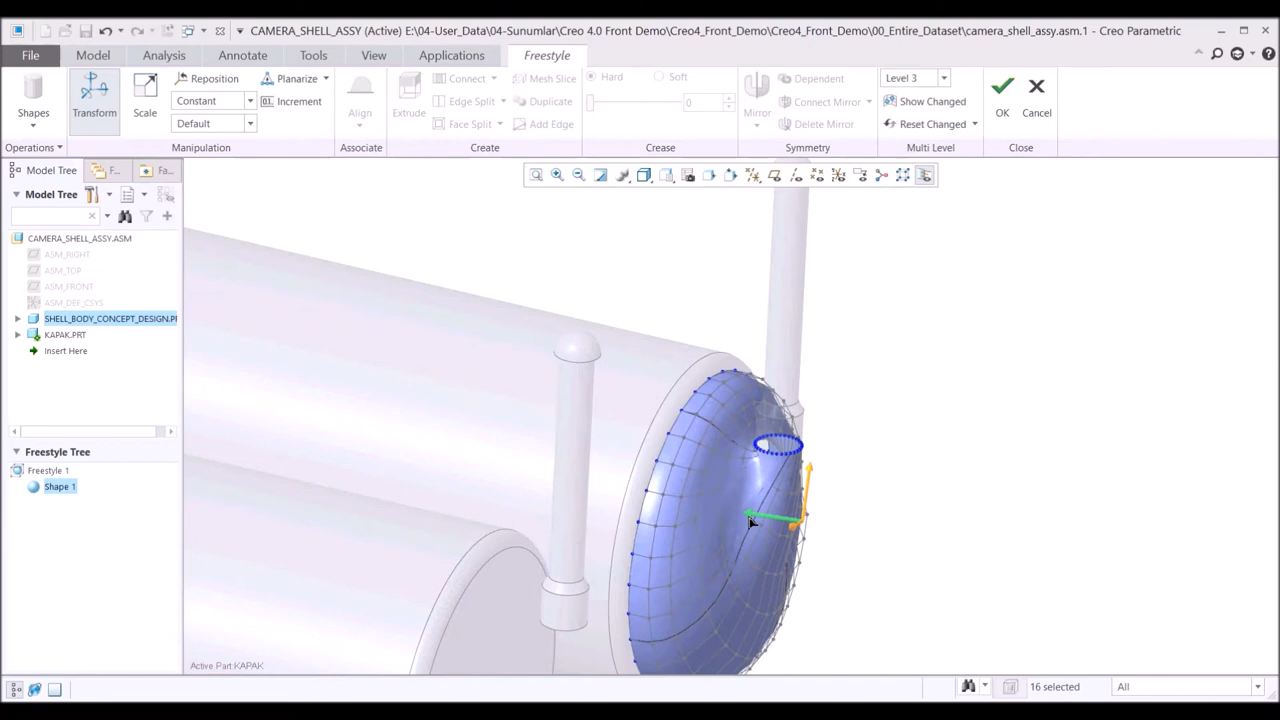 CAMERA_SHELL_ASSY (Active) E:\04-User_Data\04-Sunumlar\Creo 4.0 Front Demo\Creo4_Front_Demo\Creo4_Front_Demo\00_Entire_Dataset\camera_shell_assy.asm.1 - Creo Parametric
File Model Analysis Annotate Tools View Applications Freestyle
Reposition Planarize Connect Mesh Slice Hard Soft Dependent Level 3
Shapes Transform Scale Constant Increment Align Extrude Edge Split Duplicate 0 Mirror Connect Mirror Show Changed OK Cancel
Default Face Split Add Edge Delete Mirror Reset Changed
Operations Manipulation Associate Create Crease Symmetry Multi Level Close
Model Tree F... Fa...
Model Tree
CAMERA_SHELL_ASSY.ASM
ASM_RIGHT
ASM_TOP
ASM_FRONT
ASM_DEF_CSYS
SHELL_BODY_CONCEPT_DESIGN.PI
KAPAK.PRT
Insert Here
Freestyle Tree
Freestyle 1
Shape 1
Active Part:KAPAK
16 selected All